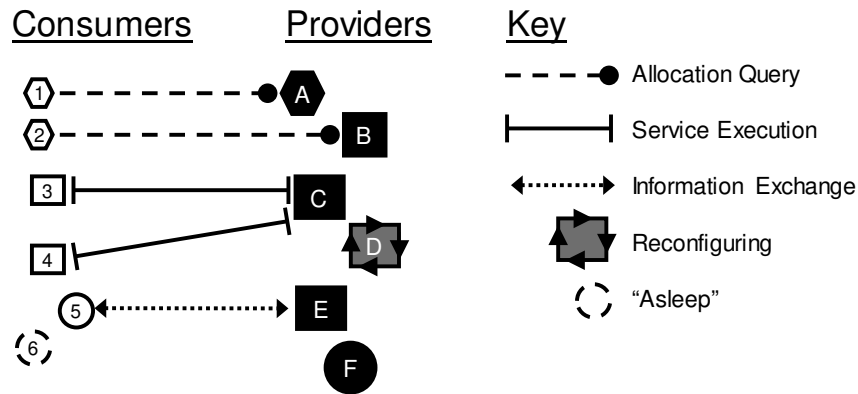 Consumers Providers Key
1 A Allocation Query
2 B
Service Execution
3 C Information Exchange
4 D Reconfiguring
5 E “Asleep”
6 F